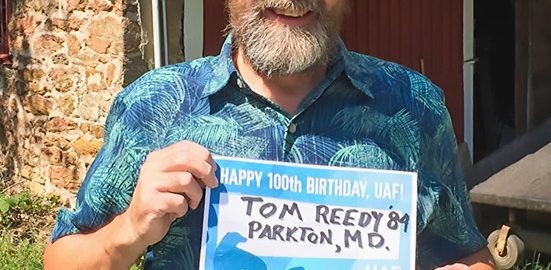 HAPPY 100th BIRTHDAY, UAF!
TOM REEDY '84
PARKTON, MD.